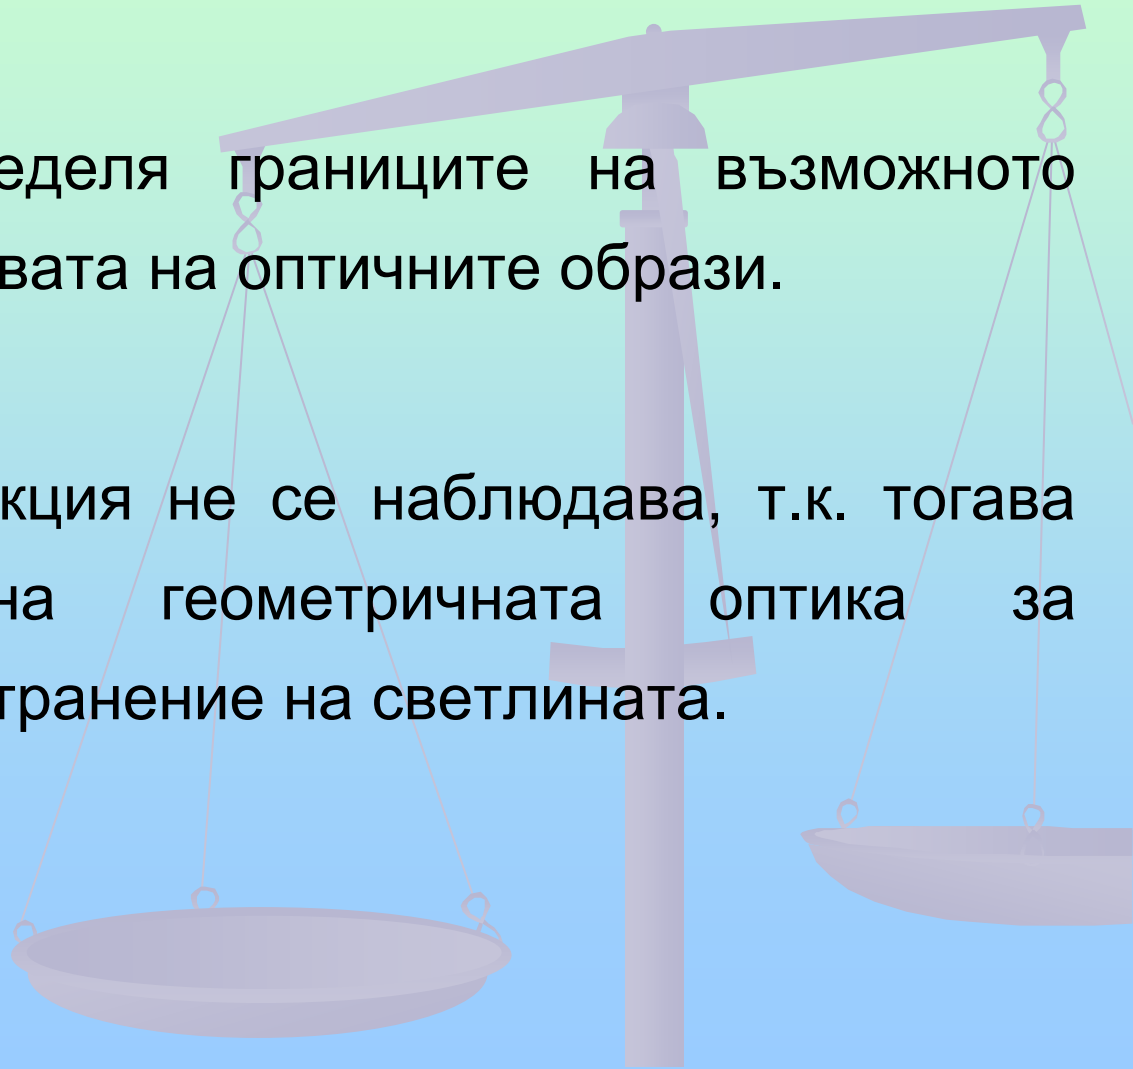 еделя границите на възможното
вата на оптичните образи.
кция не се наблюдава, т.к. тогава
на геометричната оптика за
транение на светлината.